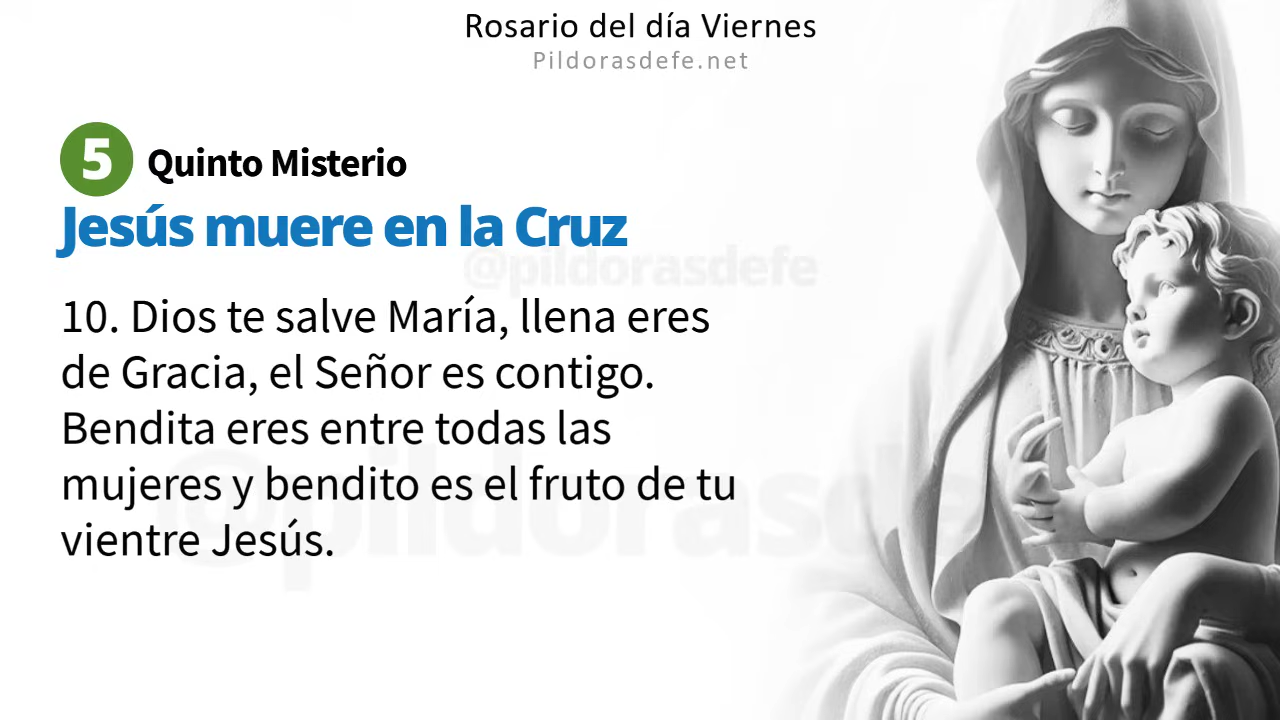 Rosario del día Viernes
Pildorasdefe.net
5 Quinto Misterio
Jesús muere en la Cruz
@pildorasdefe
10. Dios te salve María, llena eres
de Gracia, el Señor es contigo.
Bendita eres entre todas las
mujeres y bendito es el fruto de tu
vientre Jesús.
@pildorasdefe